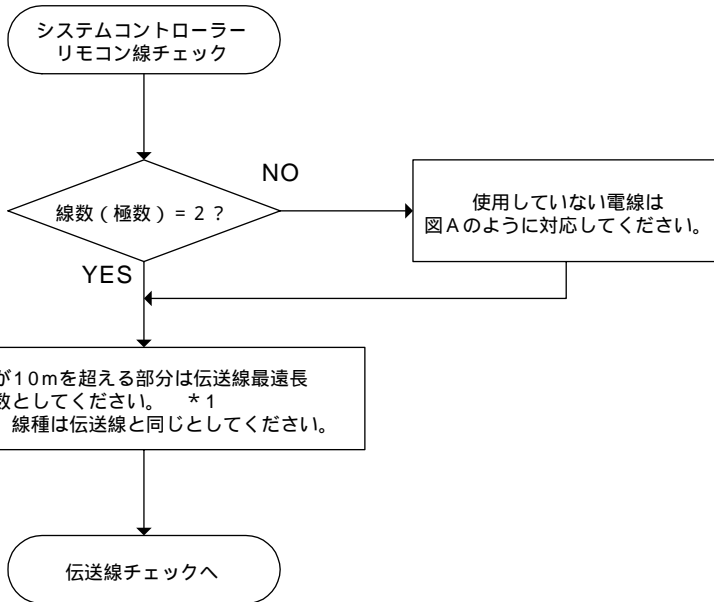 システムコントローラー
リモコン線チェック
NO
線数（極数）＝２？
使用していない電線は
図Aのように対応してください。
YES
が１０mを超える部分は伝送線最遠長
数としてください。　＊１
線種は伝送線と同じとしてください。
伝送線チェックへ